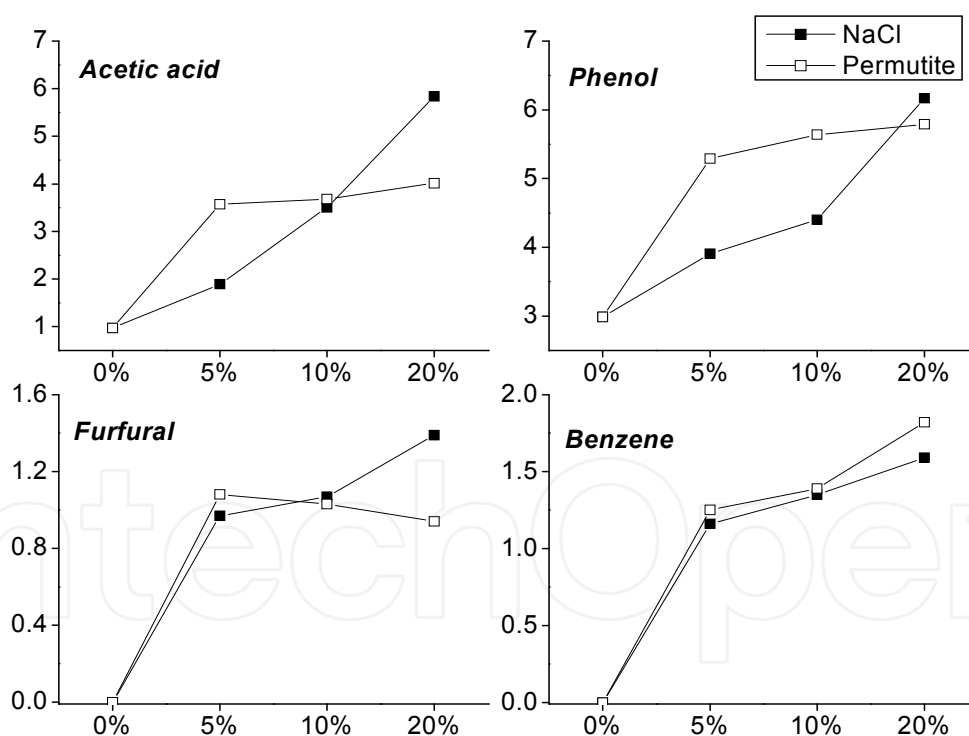 NaCl
Permutite
Acetic acid
7
6
5
4
3
2
1
0% 5% 10% 20%
Phenol
7
6
5
4
3
0% 5% 10% 20%
Furfural
1.6
1.2
0.8
0.4
0.0
0% 5% 10% 20%
Benzene
2.0
1.5
1.0
0.5
0.0
0% 5% 10% 20%
ntechOper